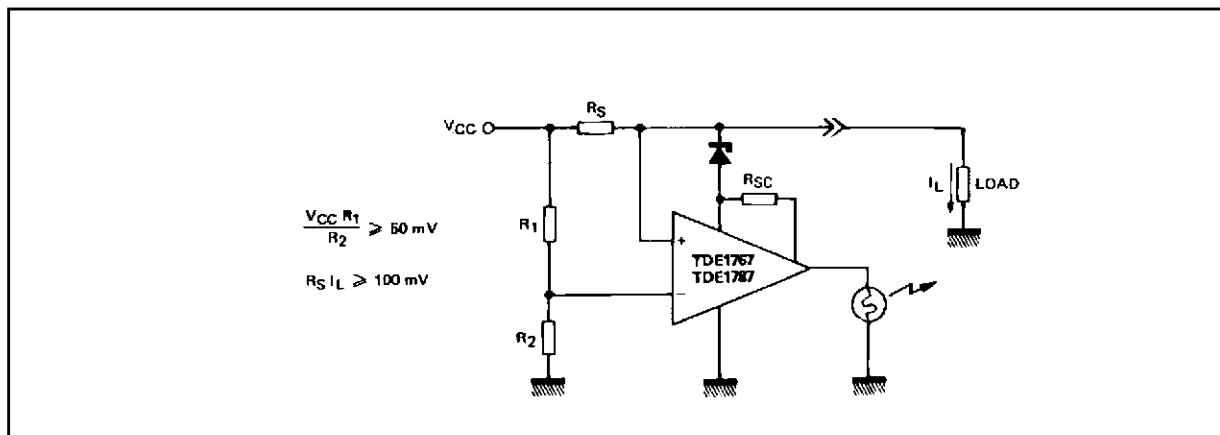 VCC
RS
RSC
IL
LOAD
R1
VCC R1
R2
⩾ 50 mV
RS IL ⩾ 100 mV
+
TDE1767
TDE1787
−
R2